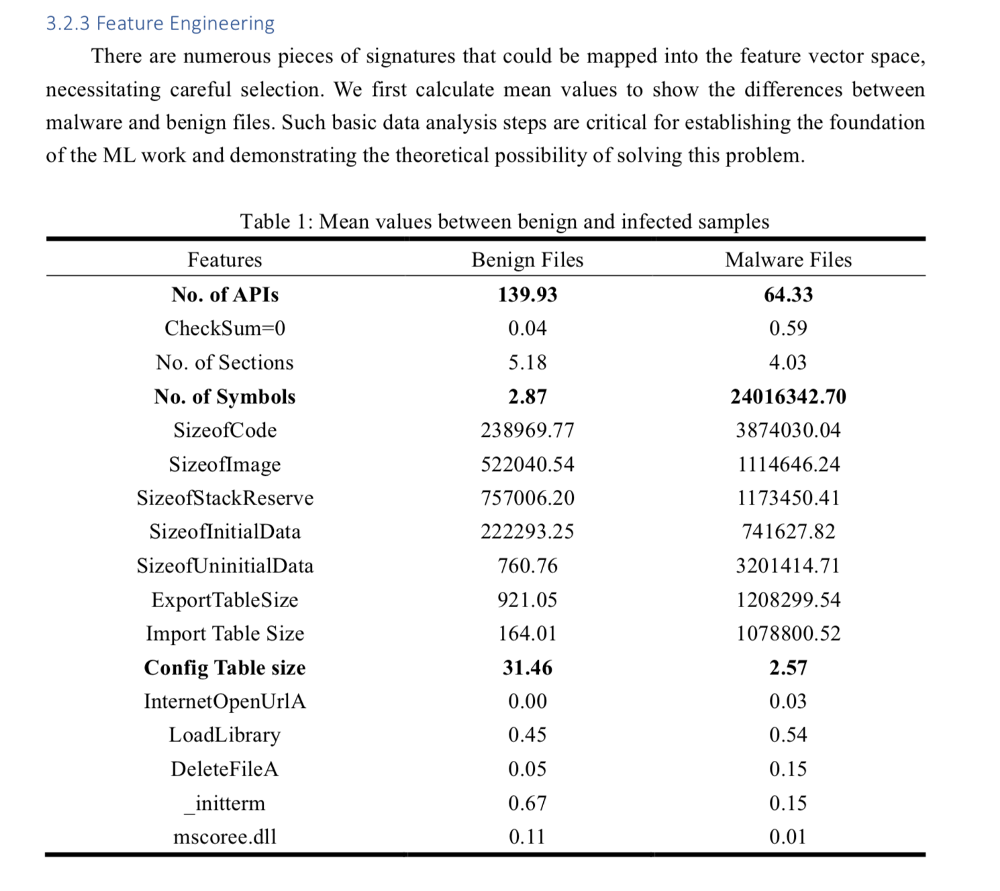 3.2.3 Feature Engineering
There are numerous pieces of signatures that could be mapped into the feature vector space,
necessitating careful selection. We first calculate mean values to show the differences between
malware and benign files. Such basic data analysis steps are critical for establishing the foundation
of the ML work and demonstrating the theoretical possibility of solving this problem.
Table 1: Mean values between benign and infected samples
Features Benign Files Malware Files
No. of APIs 139.93 64.33
CheckSum=0 0.04 0.59
No. of Sections 5.18 4.03
No. of Symbols 2.87 24016342.70
SizeofCode 238969.77 3874030.04
SizeofImage 522040.54 1114646.24
SizeofStackReserve 757006.20 1173450.41
SizeofInitialData 222293.25 741627.82
SizeofUninitialData 760.76 3201414.71
ExportTableSize 921.05 1208299.54
Import Table Size 164.01 1078800.52
Config Table size 31.46 2.57
InternetOpenUrlA 0.00 0.03
LoadLibrary 0.45 0.54
DeleteFileA 0.05 0.15
_initterm 0.67 0.15
mscoree.dll 0.11 0.01